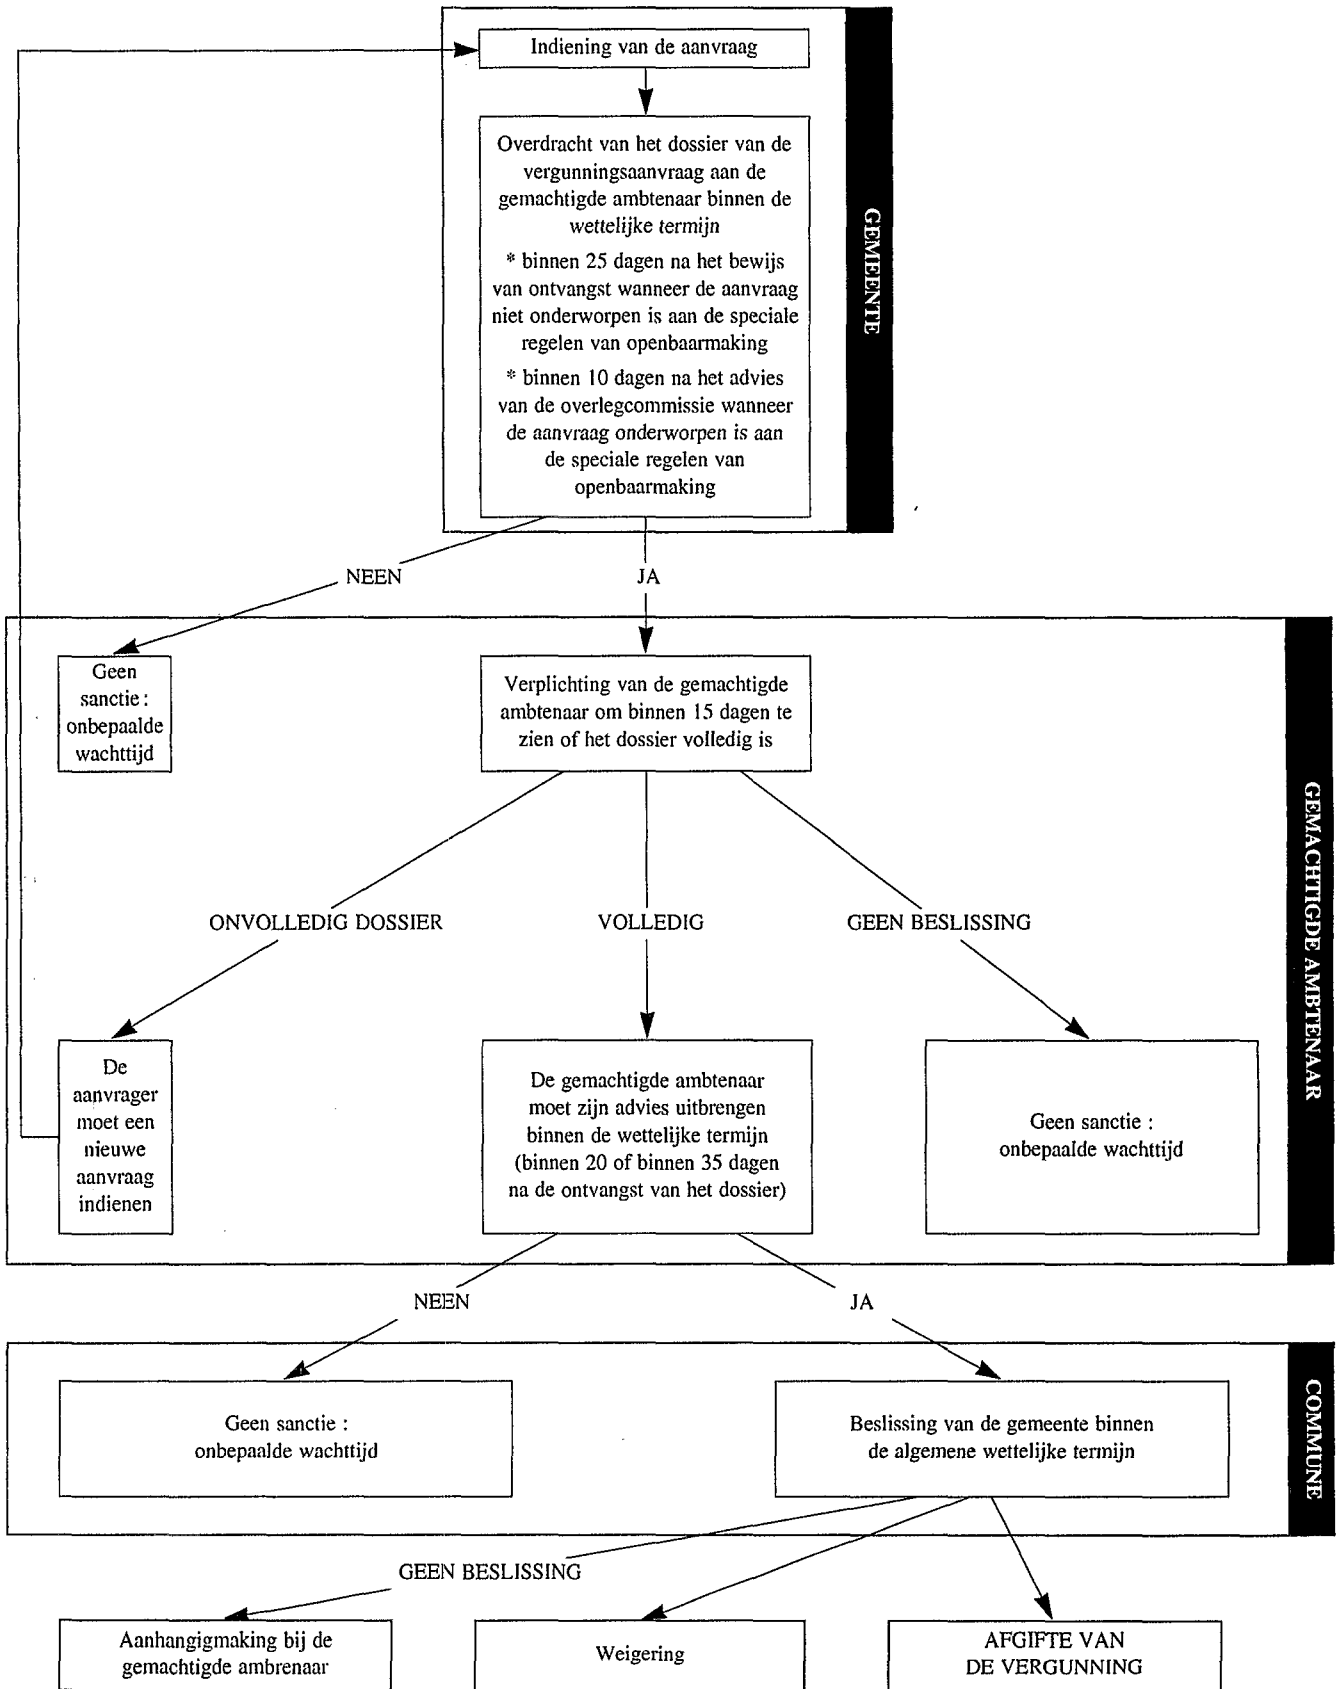 Indiening van de aanvraag
Overdracht van het dossier van de
vergunningsaanvraag aan de
gemachtigde ambtenaar binnen de
wettelijke termijn
* binnen 25 dagen na het bewijs
van ontvangst wanneer de aanvraag
niet onderworpen is aan de speciale
regelen van openbaarmaking
* binnen 10 dagen na het advies
van de overlegcommissie wanneer
de aanvraag onderworpen is aan
de speciale regelen van
openbaarmaking
GEMEENTE
NEEN
JA
Geen
sanctie :
onbepaalde
wachttijd
Verplichting van de gemachtigde
ambtenaar om binnen 15 dagen te
zien of het dossier volledig is
GEMACHTIGDE AMBTENAAR
ONVOLLEDIG DOSSIER
VOLLEDIG
GEEN BESLISSING
De
aanvrager
moet een
nieuwe
aanvraag
indienen
De gemachtigde ambtenaar
moet zijn advies uitbrengen
binnen de wettelijke termijn
(binnen 20 of binnen 35 dagen
na de ontvangst van het dossier)
Geen sanctie :
onbepaalde wachttijd
NEEN
JA
Geen sanctie :
onbepaalde wachttijd
Beslissing van de gemeente binnen
de algemene wettelijke termijn
COMMUNE
GEEN BESLISSING
Aanhangigmaking bij de
gemachtigde ambrenaar
Weigering
AFGIFTE VAN
DE VERGUNNING